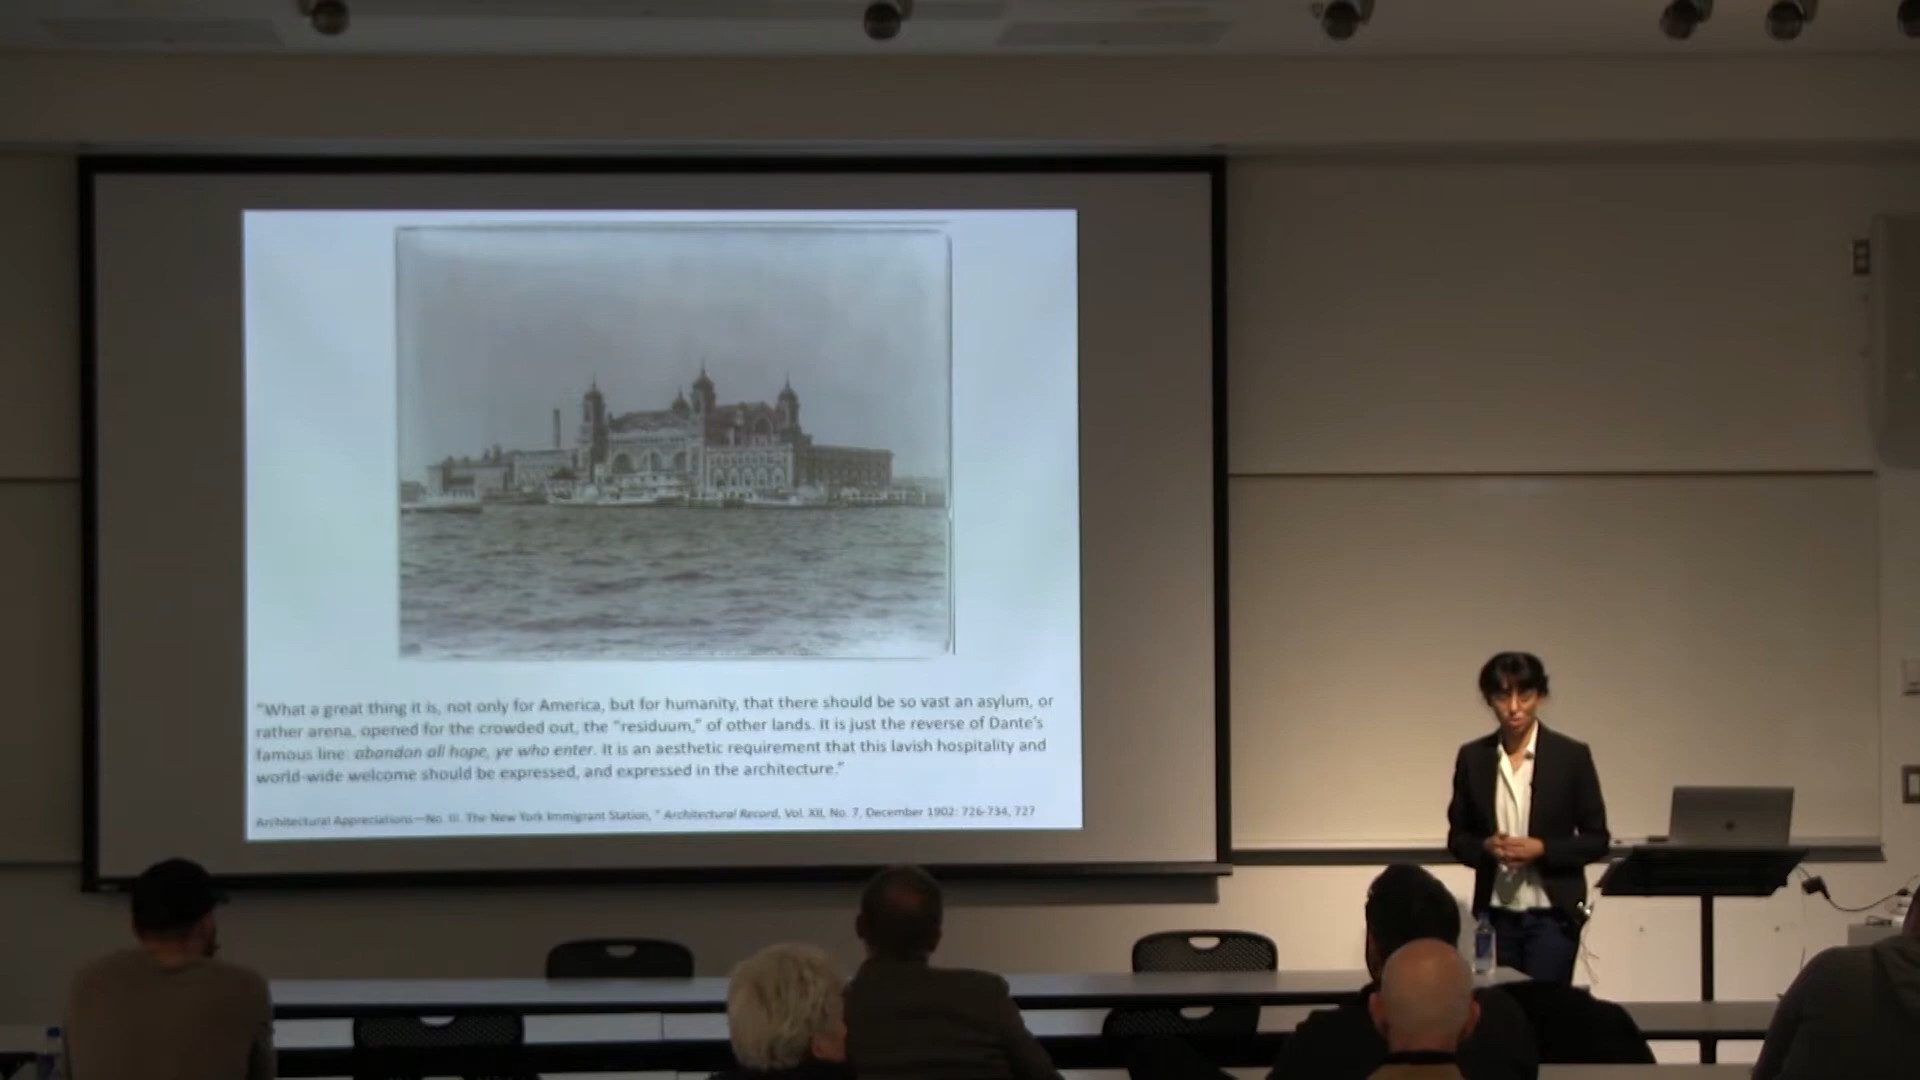 "What a great thing it is, not only for America, but for humanity, that there should be so vast an asylum, or
rather arena, opened for the crowded out, the "residuum," of other lands. It is just the reverse of Dante's
famous line: abandon all hope, ye who enter. It is an aesthetic requirement that this lavish hospitality and
world-wide welcome should be expressed, and expressed in the architecture."
Architectural Appreciations—No. III. The New York Immigrant Station, " Architectural Record, Vol. XII, No. 7, December 1902: 726-734, 727